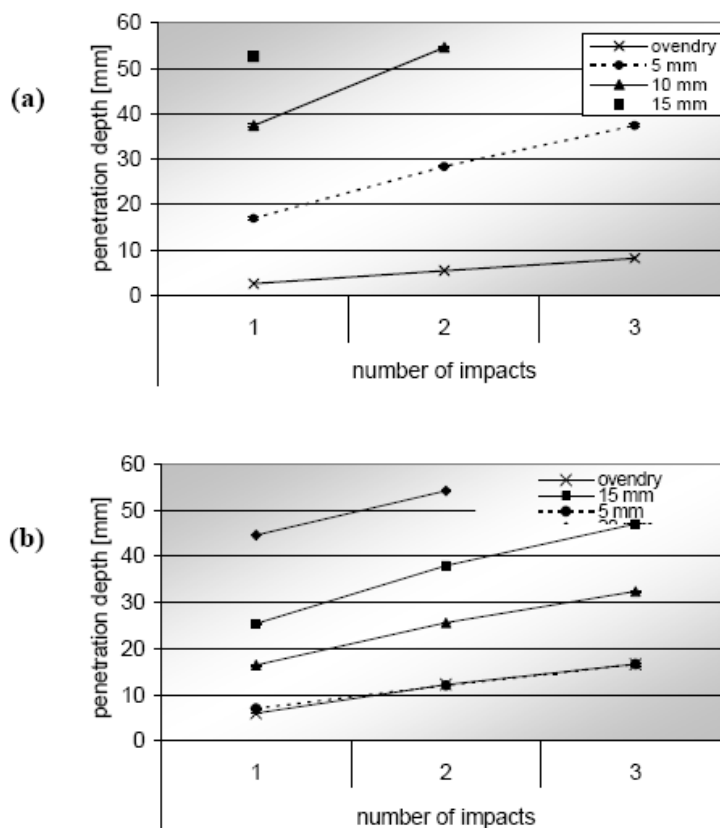 (a)
penetration depth [mm]
60
50
40
30
20
10
0
ovendry
5 mm
10 mm
15 mm
1 2 3
number of impacts
(b)
penetration depth [mm]
60
50
40
30
20
10
0
ovendry
15 mm
5 mm
1 2 3
number of impacts